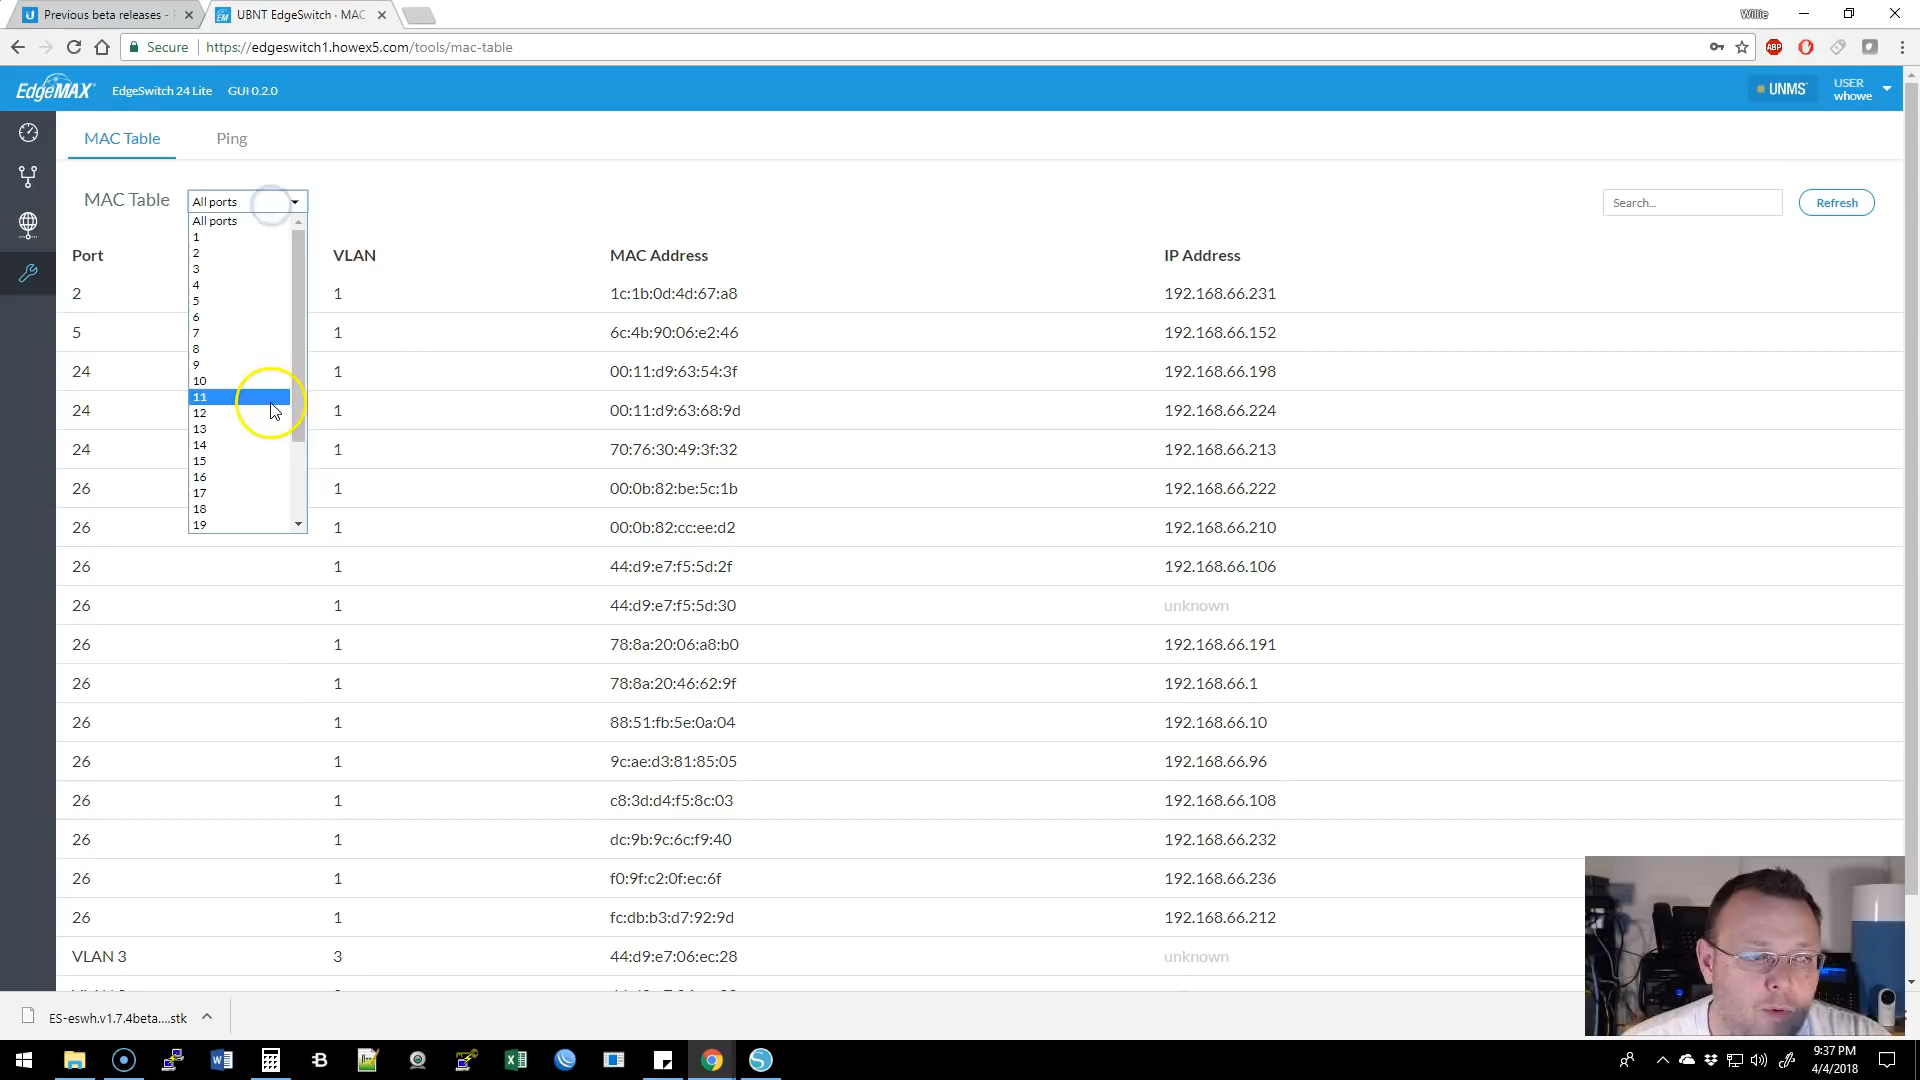 Previous beta releases -
UBNT EdgeSwitch - MAC
Willie
Secure
https://edgeswitch1.howex5.com/tools/mac-table
ABP
EdgeMAX
EdgeSwitch 24 Lite
GUI 0.2.0
UNMS
USER
whowe
MAC Table
Ping
MAC Table
All ports
Search...
Refresh
All ports
1
2
3
4
5
6
7
8
9
10
11
12
13
14
15
16
17
18
19
Port VLAN MAC Address IP Address
2 1 1c:1b:0d:4d:67:a8 192.168.66.231
5 1 6c:4b:90:06:e2:46 192.168.66.152
24 1 00:11:d9:63:54:3f 192.168.66.198
24 1 00:11:d9:63:68:9d 192.168.66.224
24 1 70:76:30:49:3f:32 192.168.66.213
26 1 00:0b:82:be:5c:1b 192.168.66.222
26 1 00:0b:82:cc:ee:d2 192.168.66.210
26 1 44:d9:e7:f5:5d:2f 192.168.66.106
26 1 44:d9:e7:f5:5d:30 unknown
26 1 78:8a:20:06:a8:b0 192.168.66.191
26 1 78:8a:20:46:62:9f 192.168.66.1
26 1 88:51:fb:5e:0a:04 192.168.66.10
26 1 9c:ae:d3:81:85:05 192.168.66.96
26 1 c8:3d:d4:f5:8c:03 192.168.66.108
26 1 dc:9b:9c:6c:f9:40 192.168.66.232
26 1 f0:9f:c2:0f:ec:6f 192.168.66.236
26 1 fc:db:b3:d7:92:9d 192.168.66.212
VLAN 3 3 44:d9:e7:06:ec:28 unknown
ES-eswh.v1.7.4beta....stk
9:37 PM
4/4/2018